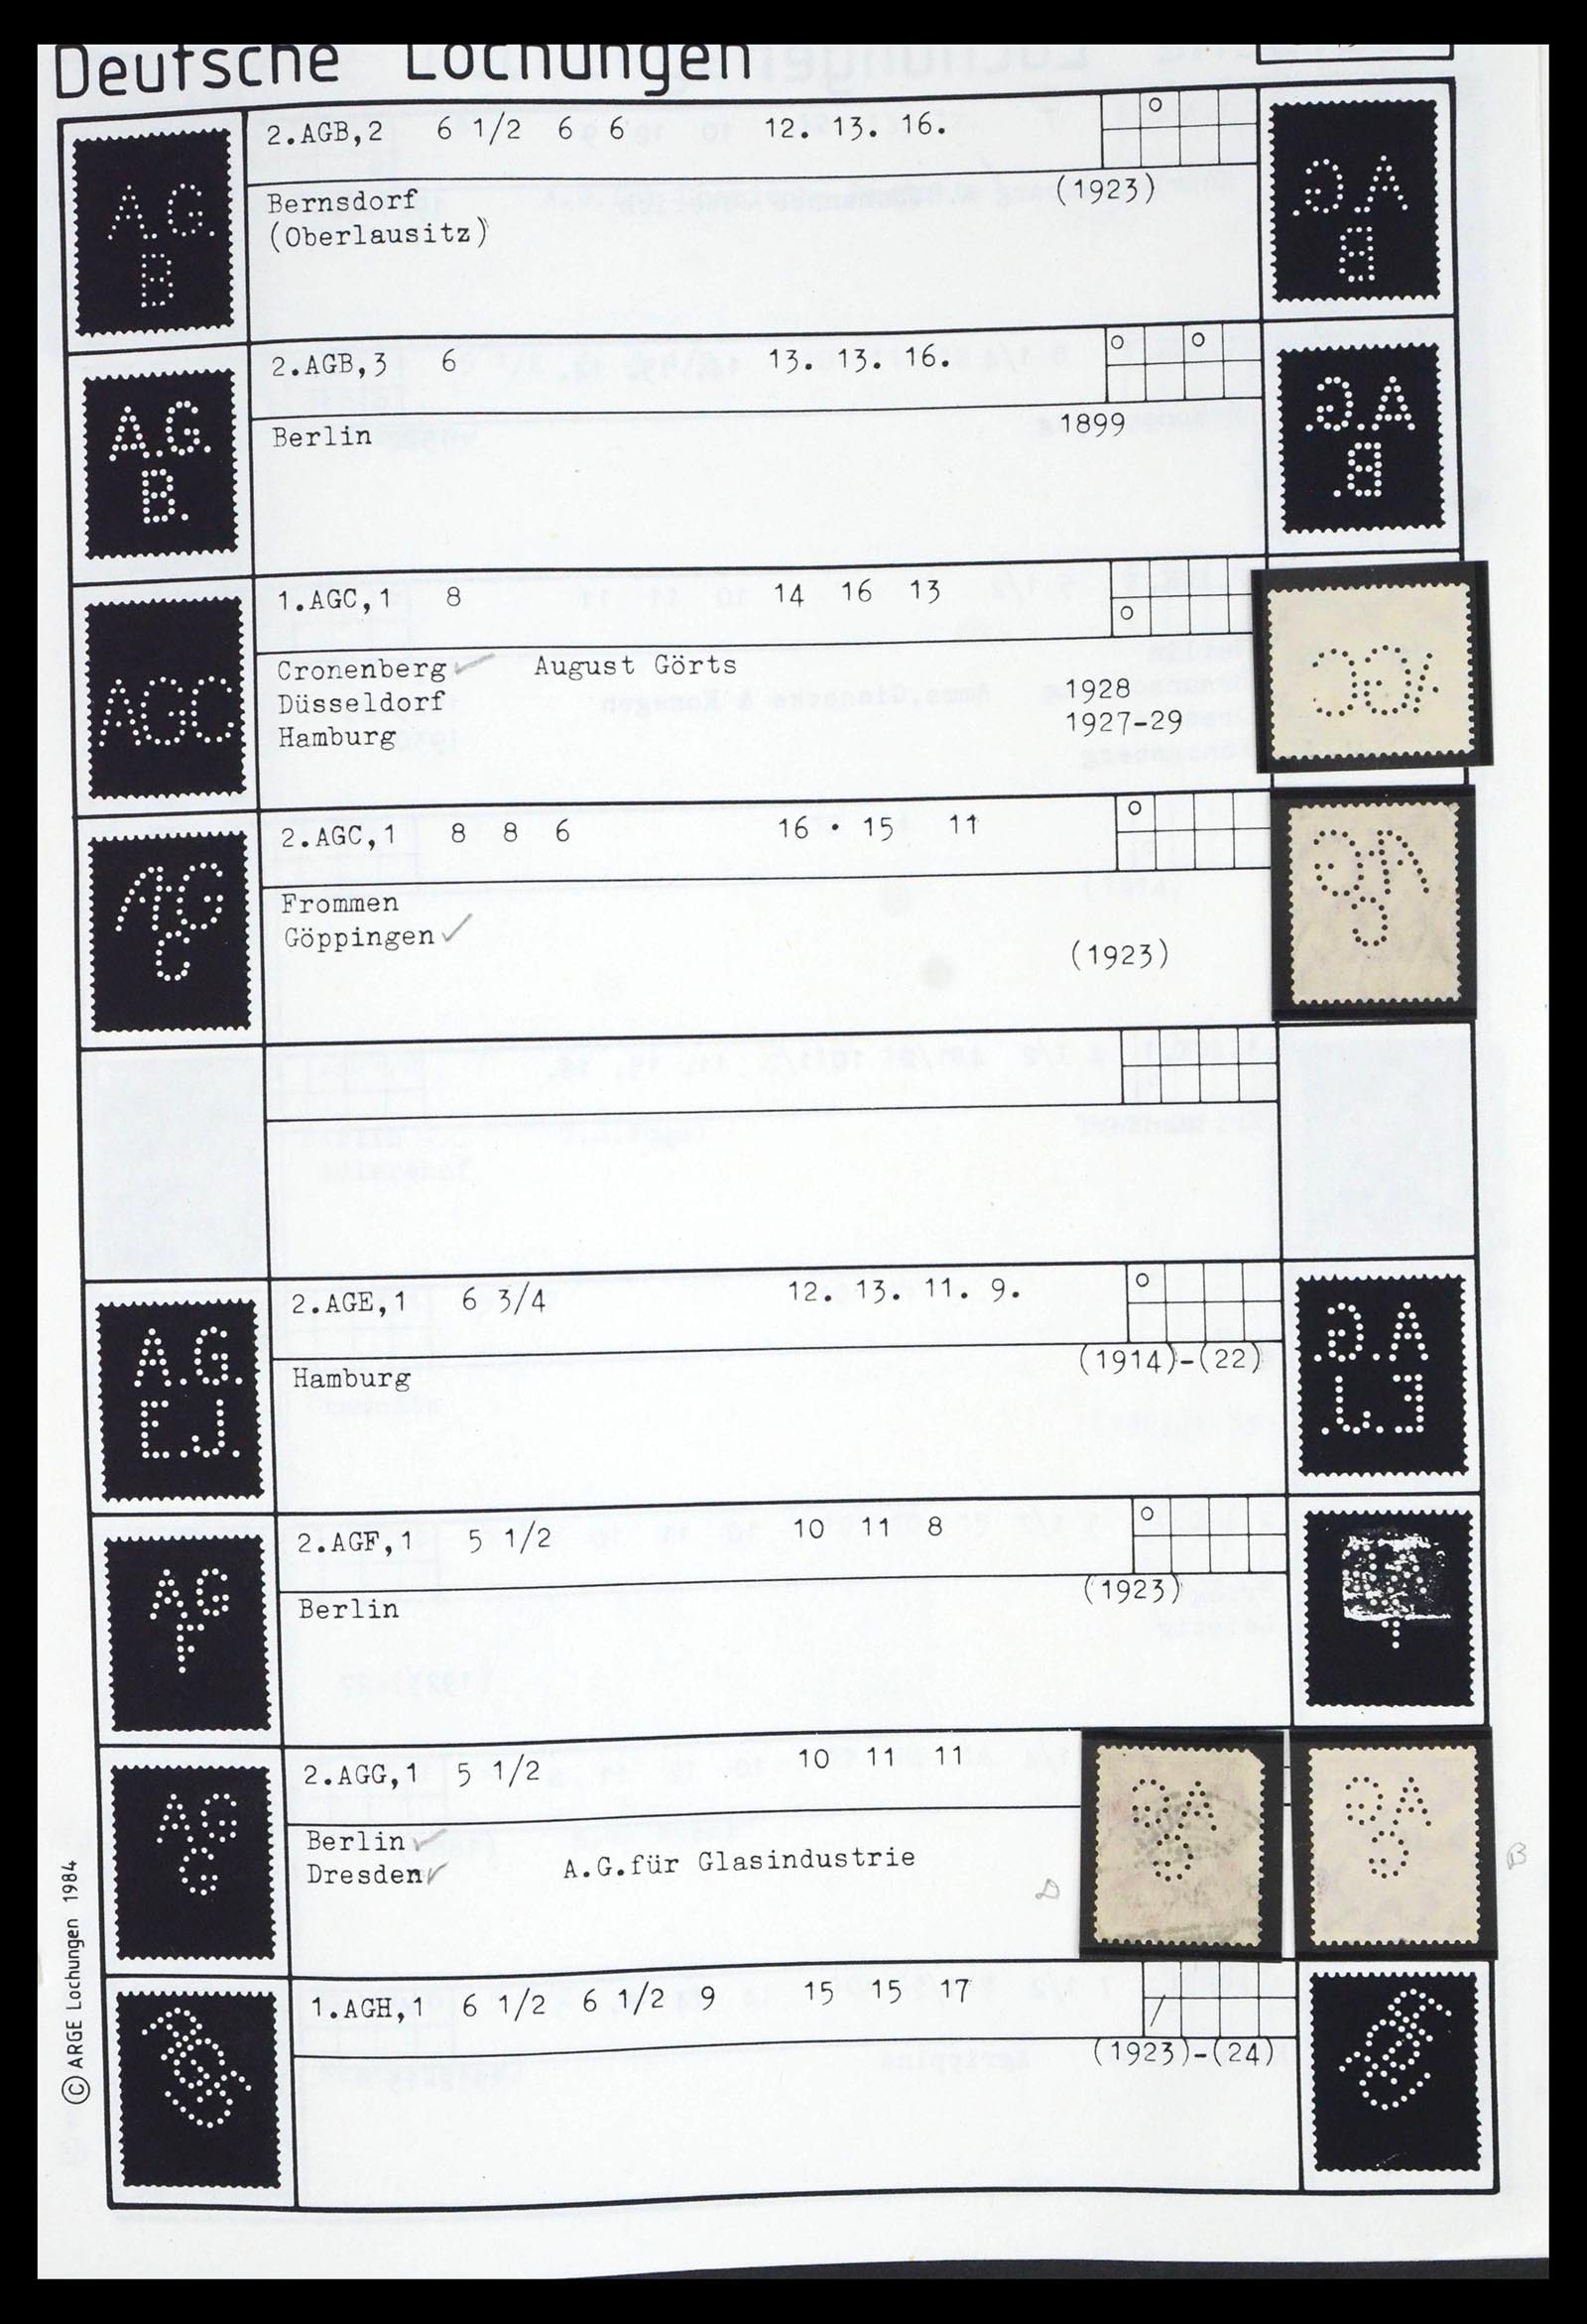 Deutsche Lochungen
2.AGB,2 6 1/2 6 6 12. 13. 16.
A.G.
B
Bernsdorf (1923)
(Oberlausitz)
2.AGB,3 6 13. 13. 16.
A.G.
B.
Berlin 1899
1.AGC,1 8 14 16 13
AGC
Cronenberg August Görts
Düsseldorf 1928
Hamburg 1927-29
2.AGC,1 8 8 6 16 • 15 11
AG
C
Frommen
Göppingen
(1923)
2.AGE,1 6 3/4 12. 13. 11. 9.
A.G.
E.J.
Hamburg (1914)-(22)
2.AGF,1 5 1/2 10 11 8
AG
F
Berlin (1923)
2.AGG,1 5 1/2 10 11 11
AG
G
Berlin
Dresden A.G.für Glasindustrie
D
B
1.AGH,1 6 1/2 6 1/2 9 15 15 17
(1923)-(24)
© ARGE Lochungen 1984